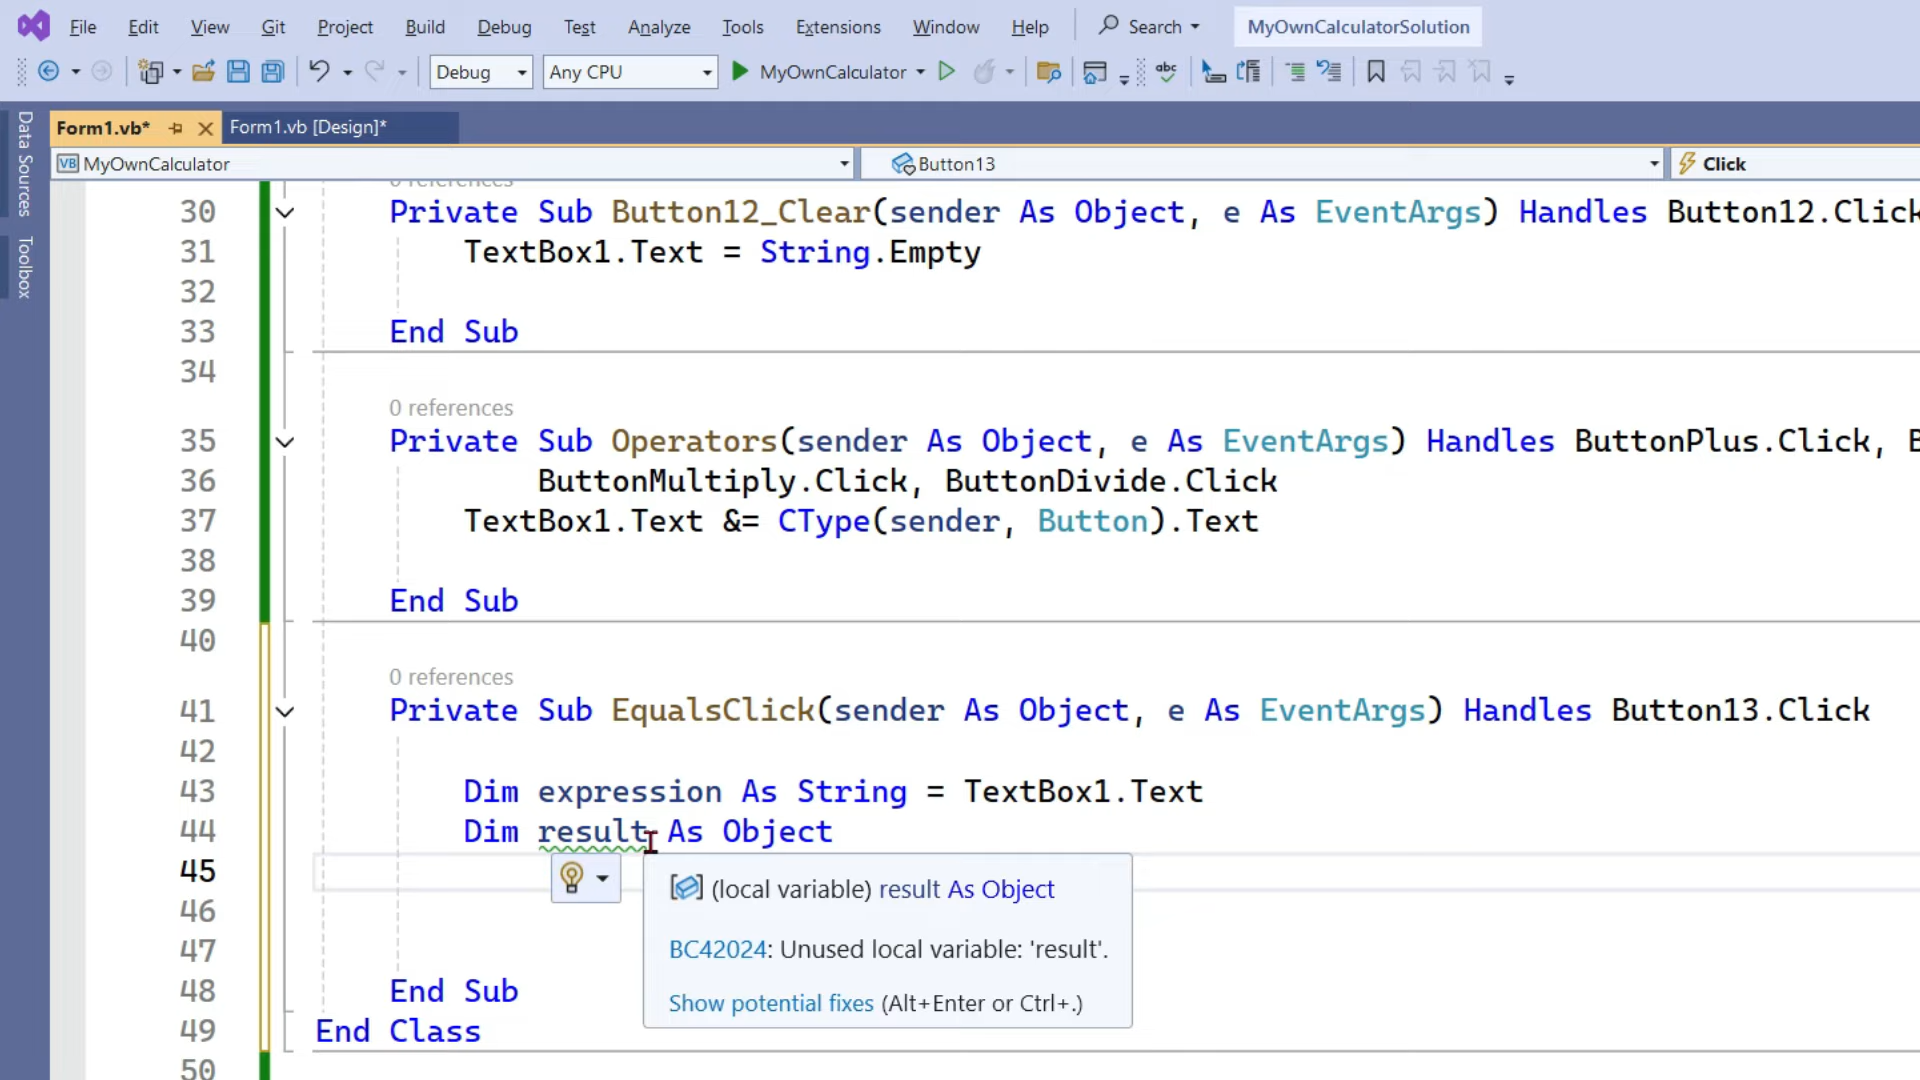 File Edit View Git Project Build Debug Test Analyze Tools Extensions Window Help Search MyOwnCalculatorSolution
Debug Any CPU MyOwnCalculator abc
Form1.vb* Form1.vb [Design]*
VB MyOwnCalculator Button13 Click
Data Sources
Toolbox
0 references
30 Private Sub Button12_Clear(sender As Object, e As EventArgs) Handles Button12.Click
31 TextBox1.Text = String.Empty
32
33 End Sub
34
0 references
35 Private Sub Operators(sender As Object, e As EventArgs) Handles ButtonPlus.Click,
36 ButtonMultiply.Click, ButtonDivide.Click
37 TextBox1.Text &= CType(sender, Button).Text
38
39 End Sub
40
0 references
41 Private Sub EqualsClick(sender As Object, e As EventArgs) Handles Button13.Click
42
43 Dim expression As String = TextBox1.Text
44 Dim result As Object
45
(local variable) result As Object
46
47
BC42024: Unused local variable: 'result'.
48 End Sub
Show potential fixes (Alt+Enter or Ctrl+.)
49 End Class
50